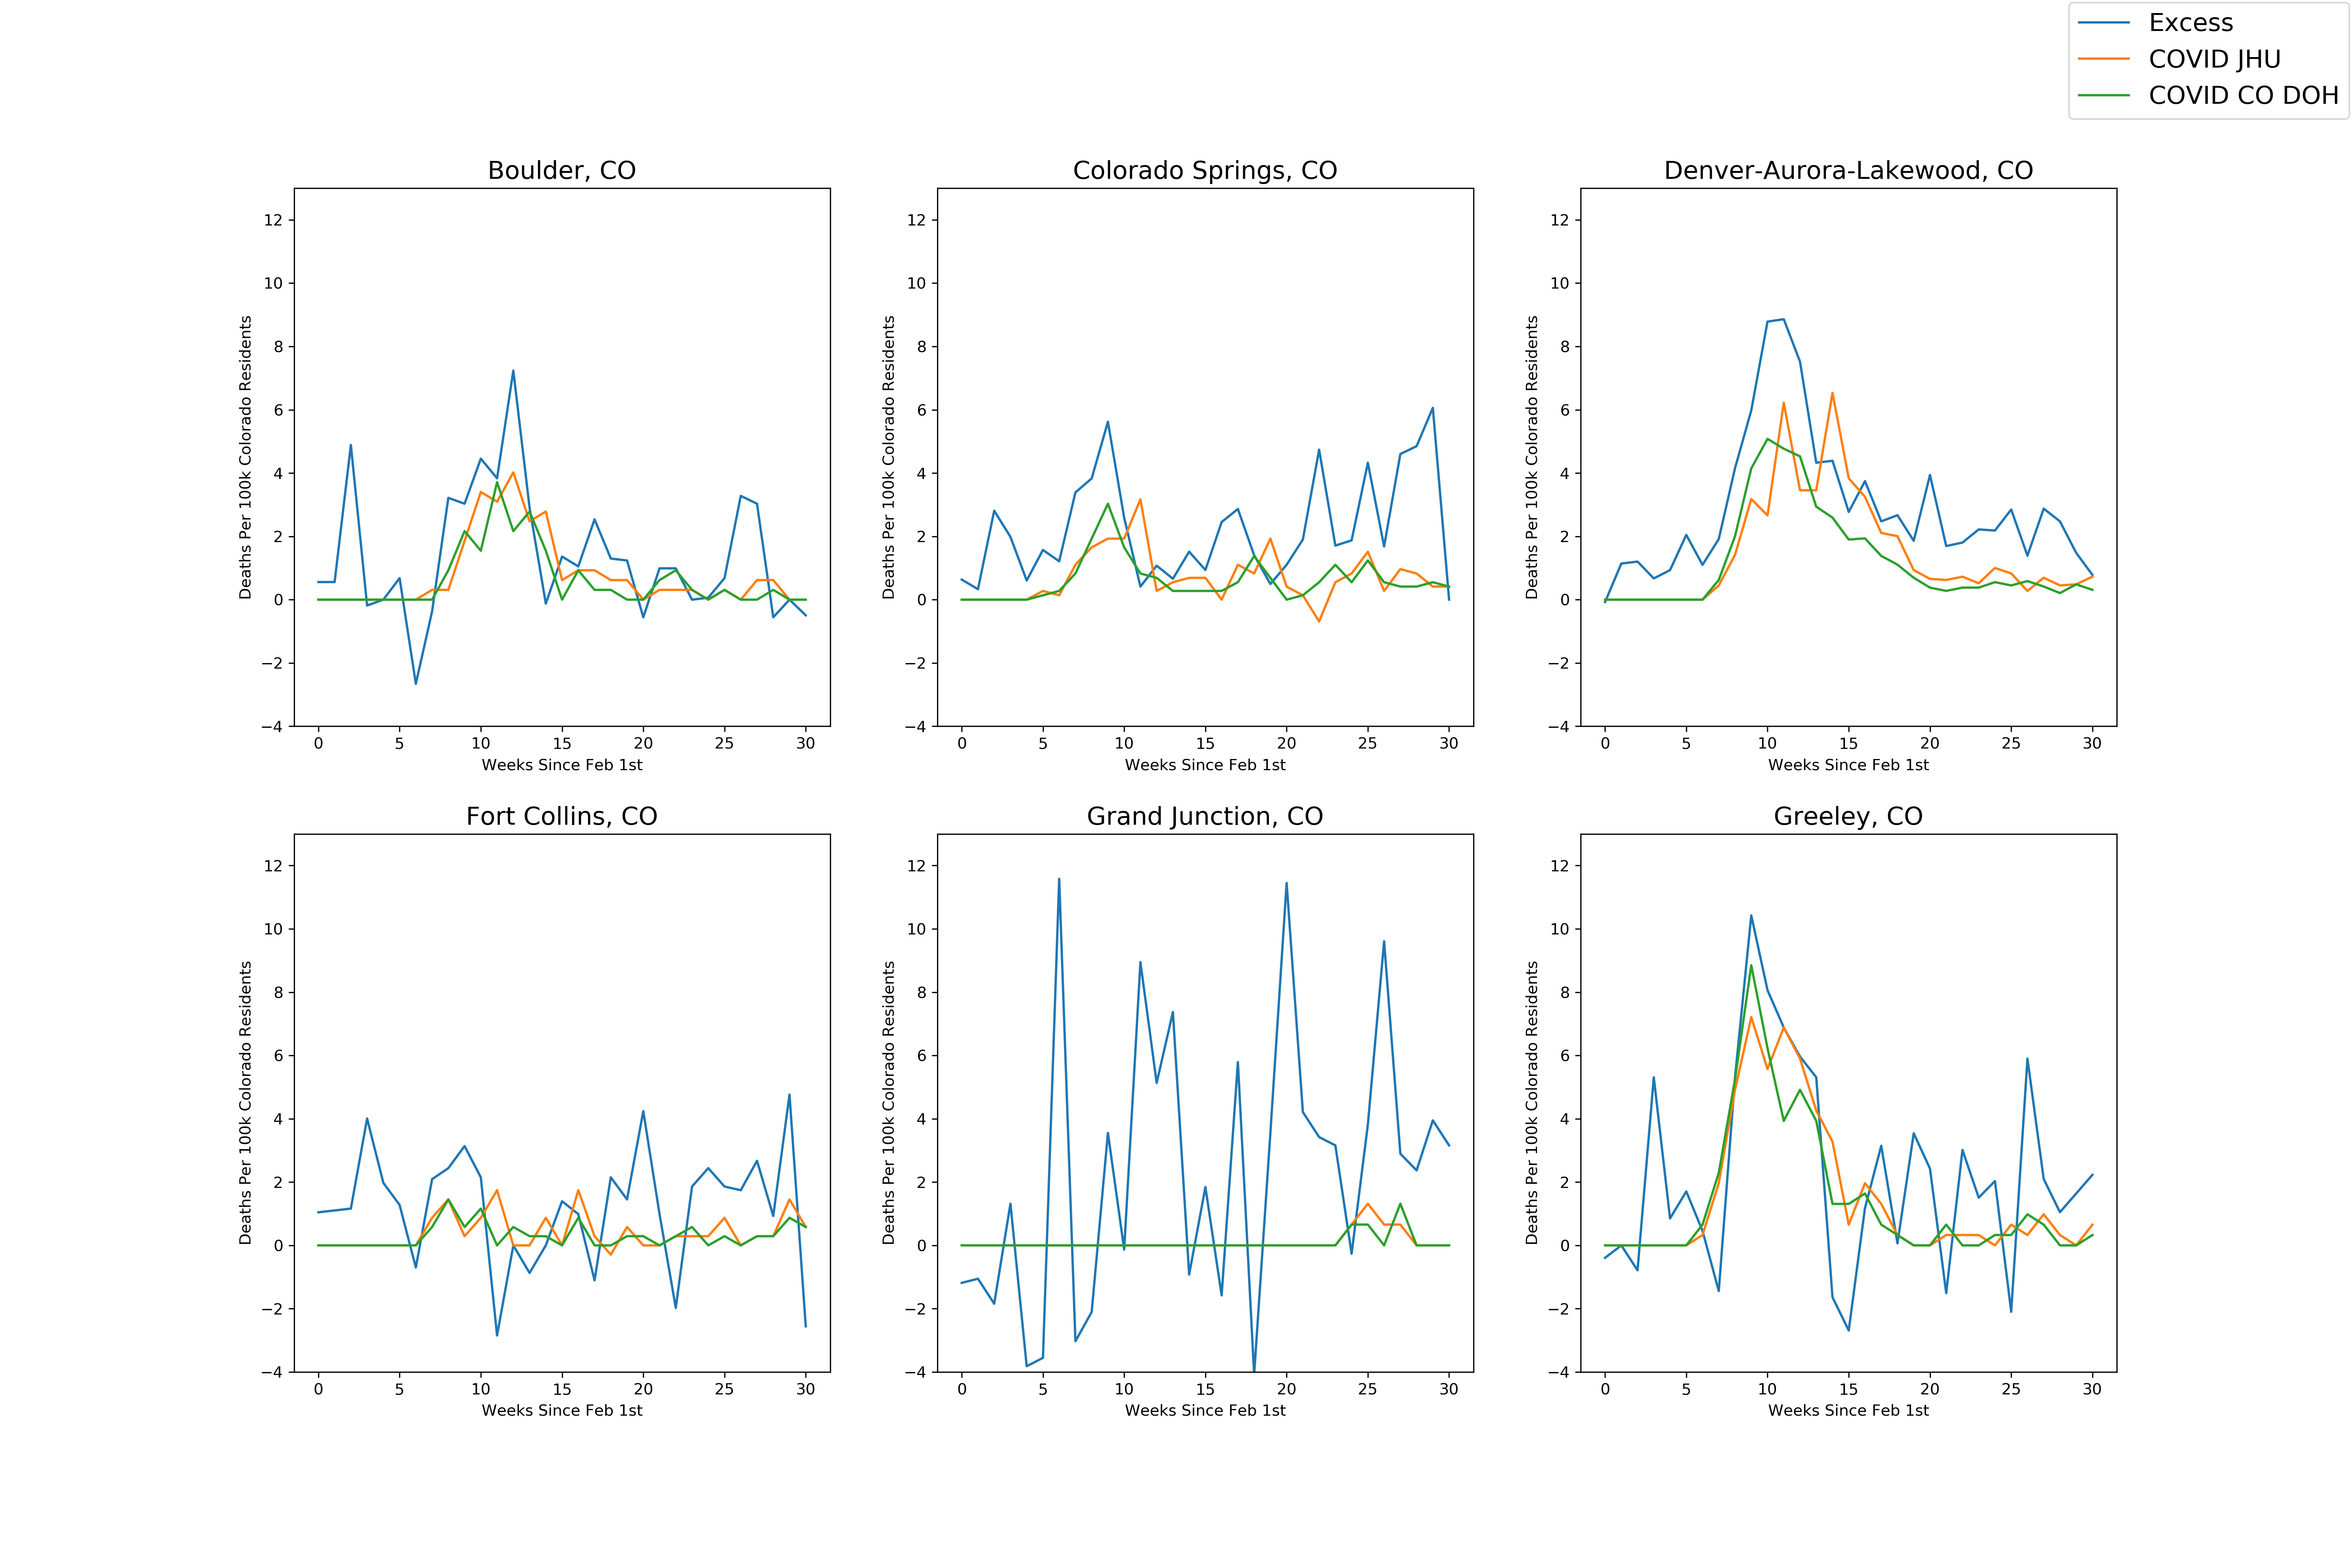 Excess
COVID JHU
COVID CO DOH
Boulder, CO
Colorado Springs, CO
Denver-Aurora-Lakewood, CO
Deaths Per 100k Colorado Residents
12
10
8
6
4
2
0
−2
−4
0 5 10 15 20 25 30
Weeks Since Feb 1st
Deaths Per 100k Colorado Residents
12
10
8
6
4
2
0
−2
−4
0 5 10 15 20 25 30
Weeks Since Feb 1st
Deaths Per 100k Colorado Residents
12
10
8
6
4
2
0
−2
−4
0 5 10 15 20 25 30
Weeks Since Feb 1st
Fort Collins, CO
Grand Junction, CO
Greeley, CO
Deaths Per 100k Colorado Residents
12
10
8
6
4
2
0
−2
−4
0 5 10 15 20 25 30
Weeks Since Feb 1st
Deaths Per 100k Colorado Residents
12
10
8
6
4
2
0
−2
−4
0 5 10 15 20 25 30
Weeks Since Feb 1st
Deaths Per 100k Colorado Residents
12
10
8
6
4
2
0
−2
−4
0 5 10 15 20 25 30
Weeks Since Feb 1st